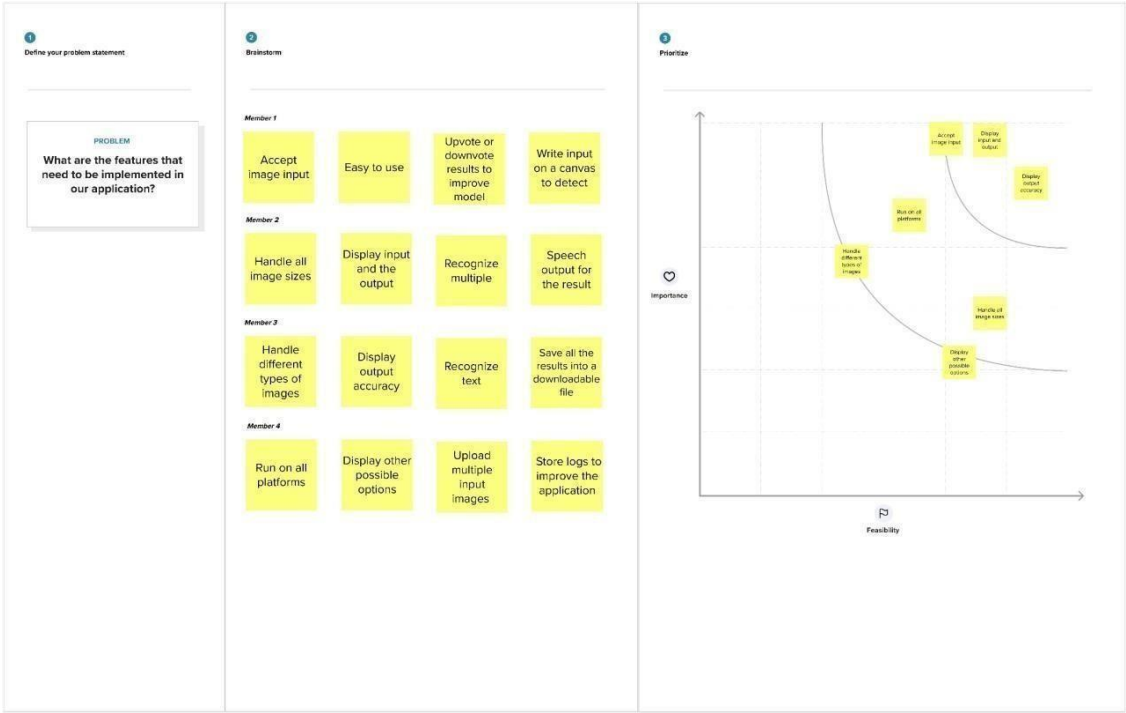 1
Define your problem statement
PROBLEM
What are the features that
need to be implemented in
our application?
2
Brainstorm
Member 1
Accept
image input
Easy to use
Upvote or
downvote
results to
improve
model
Write input
on a canvas
to detect
Member 2
Handle all
image sizes
Display input
and the
output
Recognize
multiple
Speech
output for
the result
Member 3
Handle
different
types of
images
Display
output
accuracy
Recognize
text
Save all the
results into a
downloadable
file
Member 4
Run on all
platforms
Display other
possible
options
Upload
multiple
input
images
Store logs to
improve the
application
3
Prioritize
Accept
image input
Display
input and
output
Display
output
accuracy
Run on all
platforms
Handle
different
types of
images
Importance
Handle all
image sizes
Display
other
possible
options
Feasibility